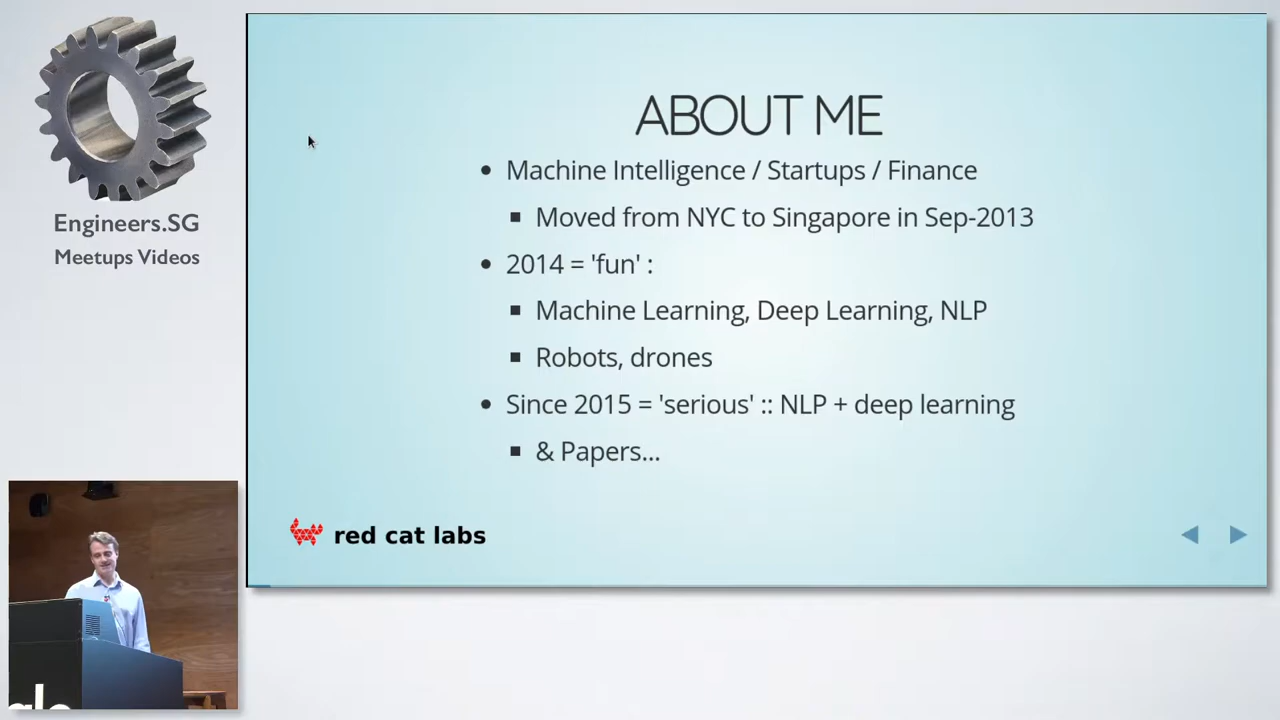 Engineers.SG
Meetups Videos
ABOUT ME
Machine Intelligence / Startups / Finance
Moved from NYC to Singapore in Sep-2013
2014 = 'fun' :
Machine Learning, Deep Learning, NLP
Robots, drones
Since 2015 = 'serious' :: NLP + deep learning
& Papers...
red cat labs